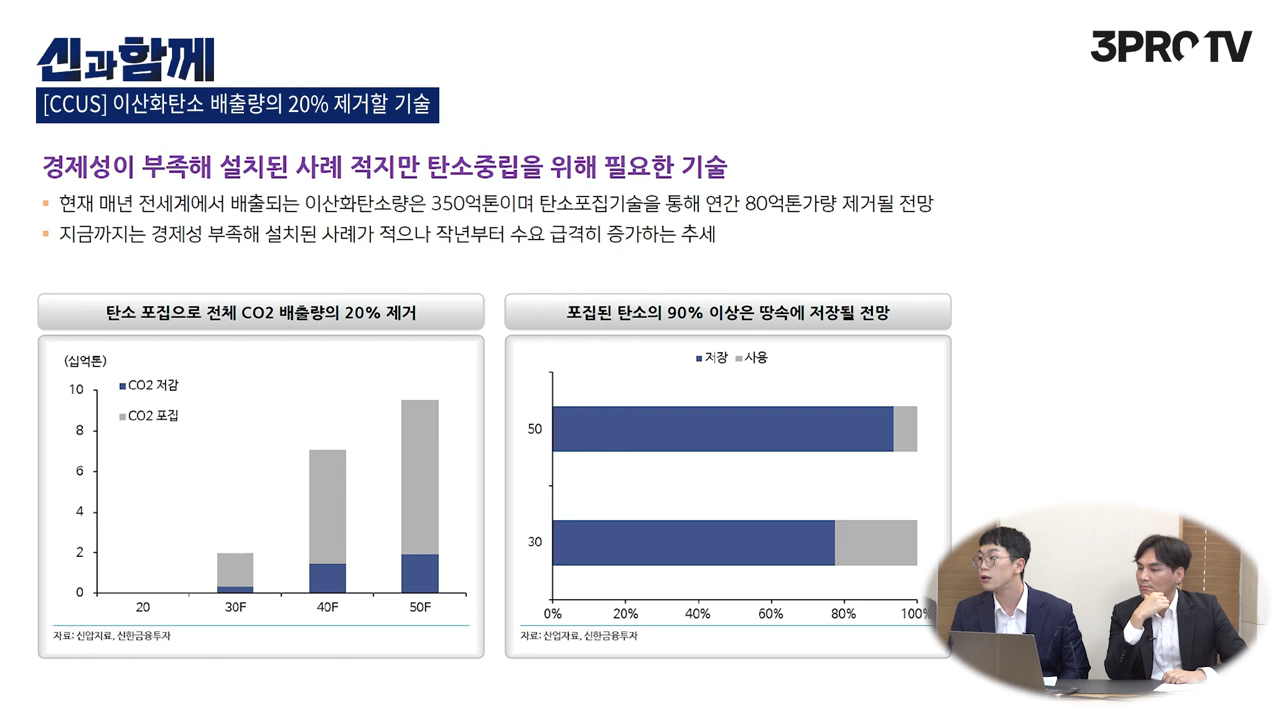 신과함께
3PRO TV
[CCUS] 이산화탄소 배출량의 20% 제거할 기술
경제성이 부족해 설치된 사례 적지만 탄소중립을 위해 필요한 기술
현재 매년 전세계에서 배출되는 이산화탄소량은 350억톤이며 탄소포집기술을 통해 연간 80억톤가량 제거될 전망
지금까지는 경제성 부족해 설치된 사례가 적으나 작년부터 수요 급격히 증가하는 추세
탄소 포집으로 전체 CO2 배출량의 20% 제거
(십억톤)
CO2 저감
CO2 포집
10
8
6
4
2
0
20 30F 40F 50F
자료: 산업자료, 신한금융투자
포집된 탄소의 90% 이상은 땅속에 저장될 전망
저장 사용
50
30
0% 20% 40% 60% 80% 100%
자료: 산업자료, 신한금융투자